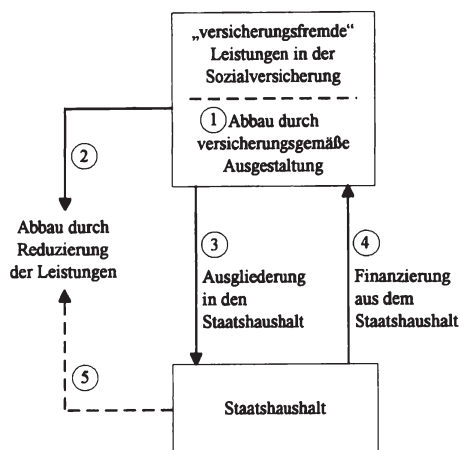 „versicherungsfremde“
Leistungen in der
Sozialversicherung
① Abbau durch
versicherungsgemäße
Ausgestaltung
②
Abbau durch
Reduzierung
der Leistungen
③
Ausgliederung
in den
Staatshaushalt
④
Finanzierung
aus dem
Staatshaushalt
⑤
Staatshaushalt